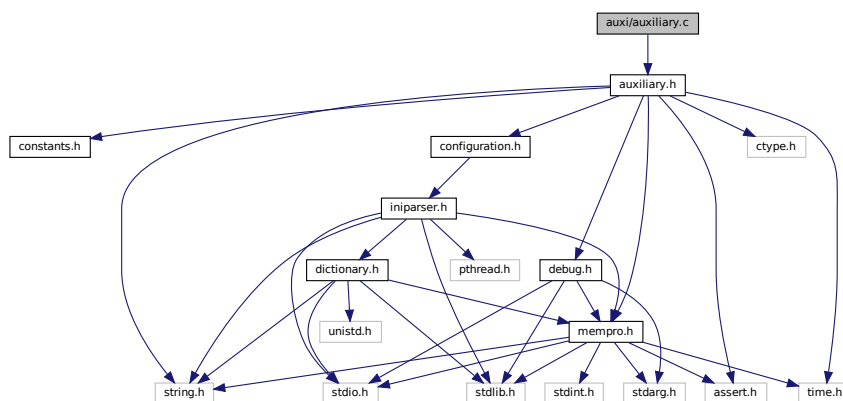 auxi/auxiliary.c
auxiliary.h
constants.h
configuration.h
ctype.h
iniparser.h
dictionary.h
pthread.h
debug.h
unistd.h
mempro.h
string.h
stdio.h
stdlib.h
stdint.h
stdarg.h
assert.h
time.h